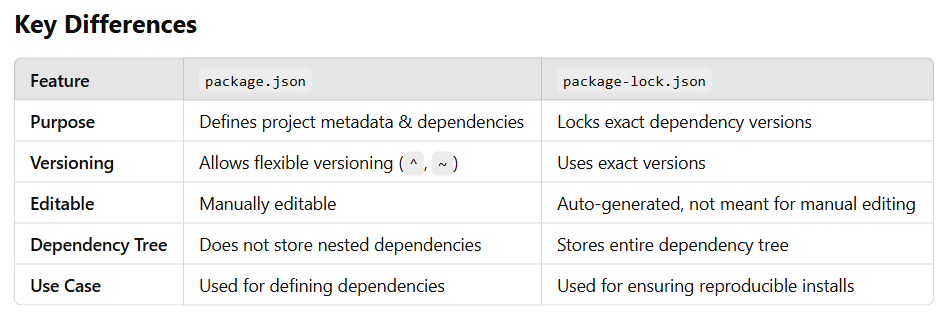 Key Differences
Feature package.json package-lock.json
Purpose Defines project metadata & dependencies Locks exact dependency versions
Versioning Allows flexible versioning (^, ~) Uses exact versions
Editable Manually editable Auto-generated, not meant for manual editing
Dependency Tree Does not store nested dependencies Stores entire dependency tree
Use Case Used for defining dependencies Used for ensuring reproducible installs